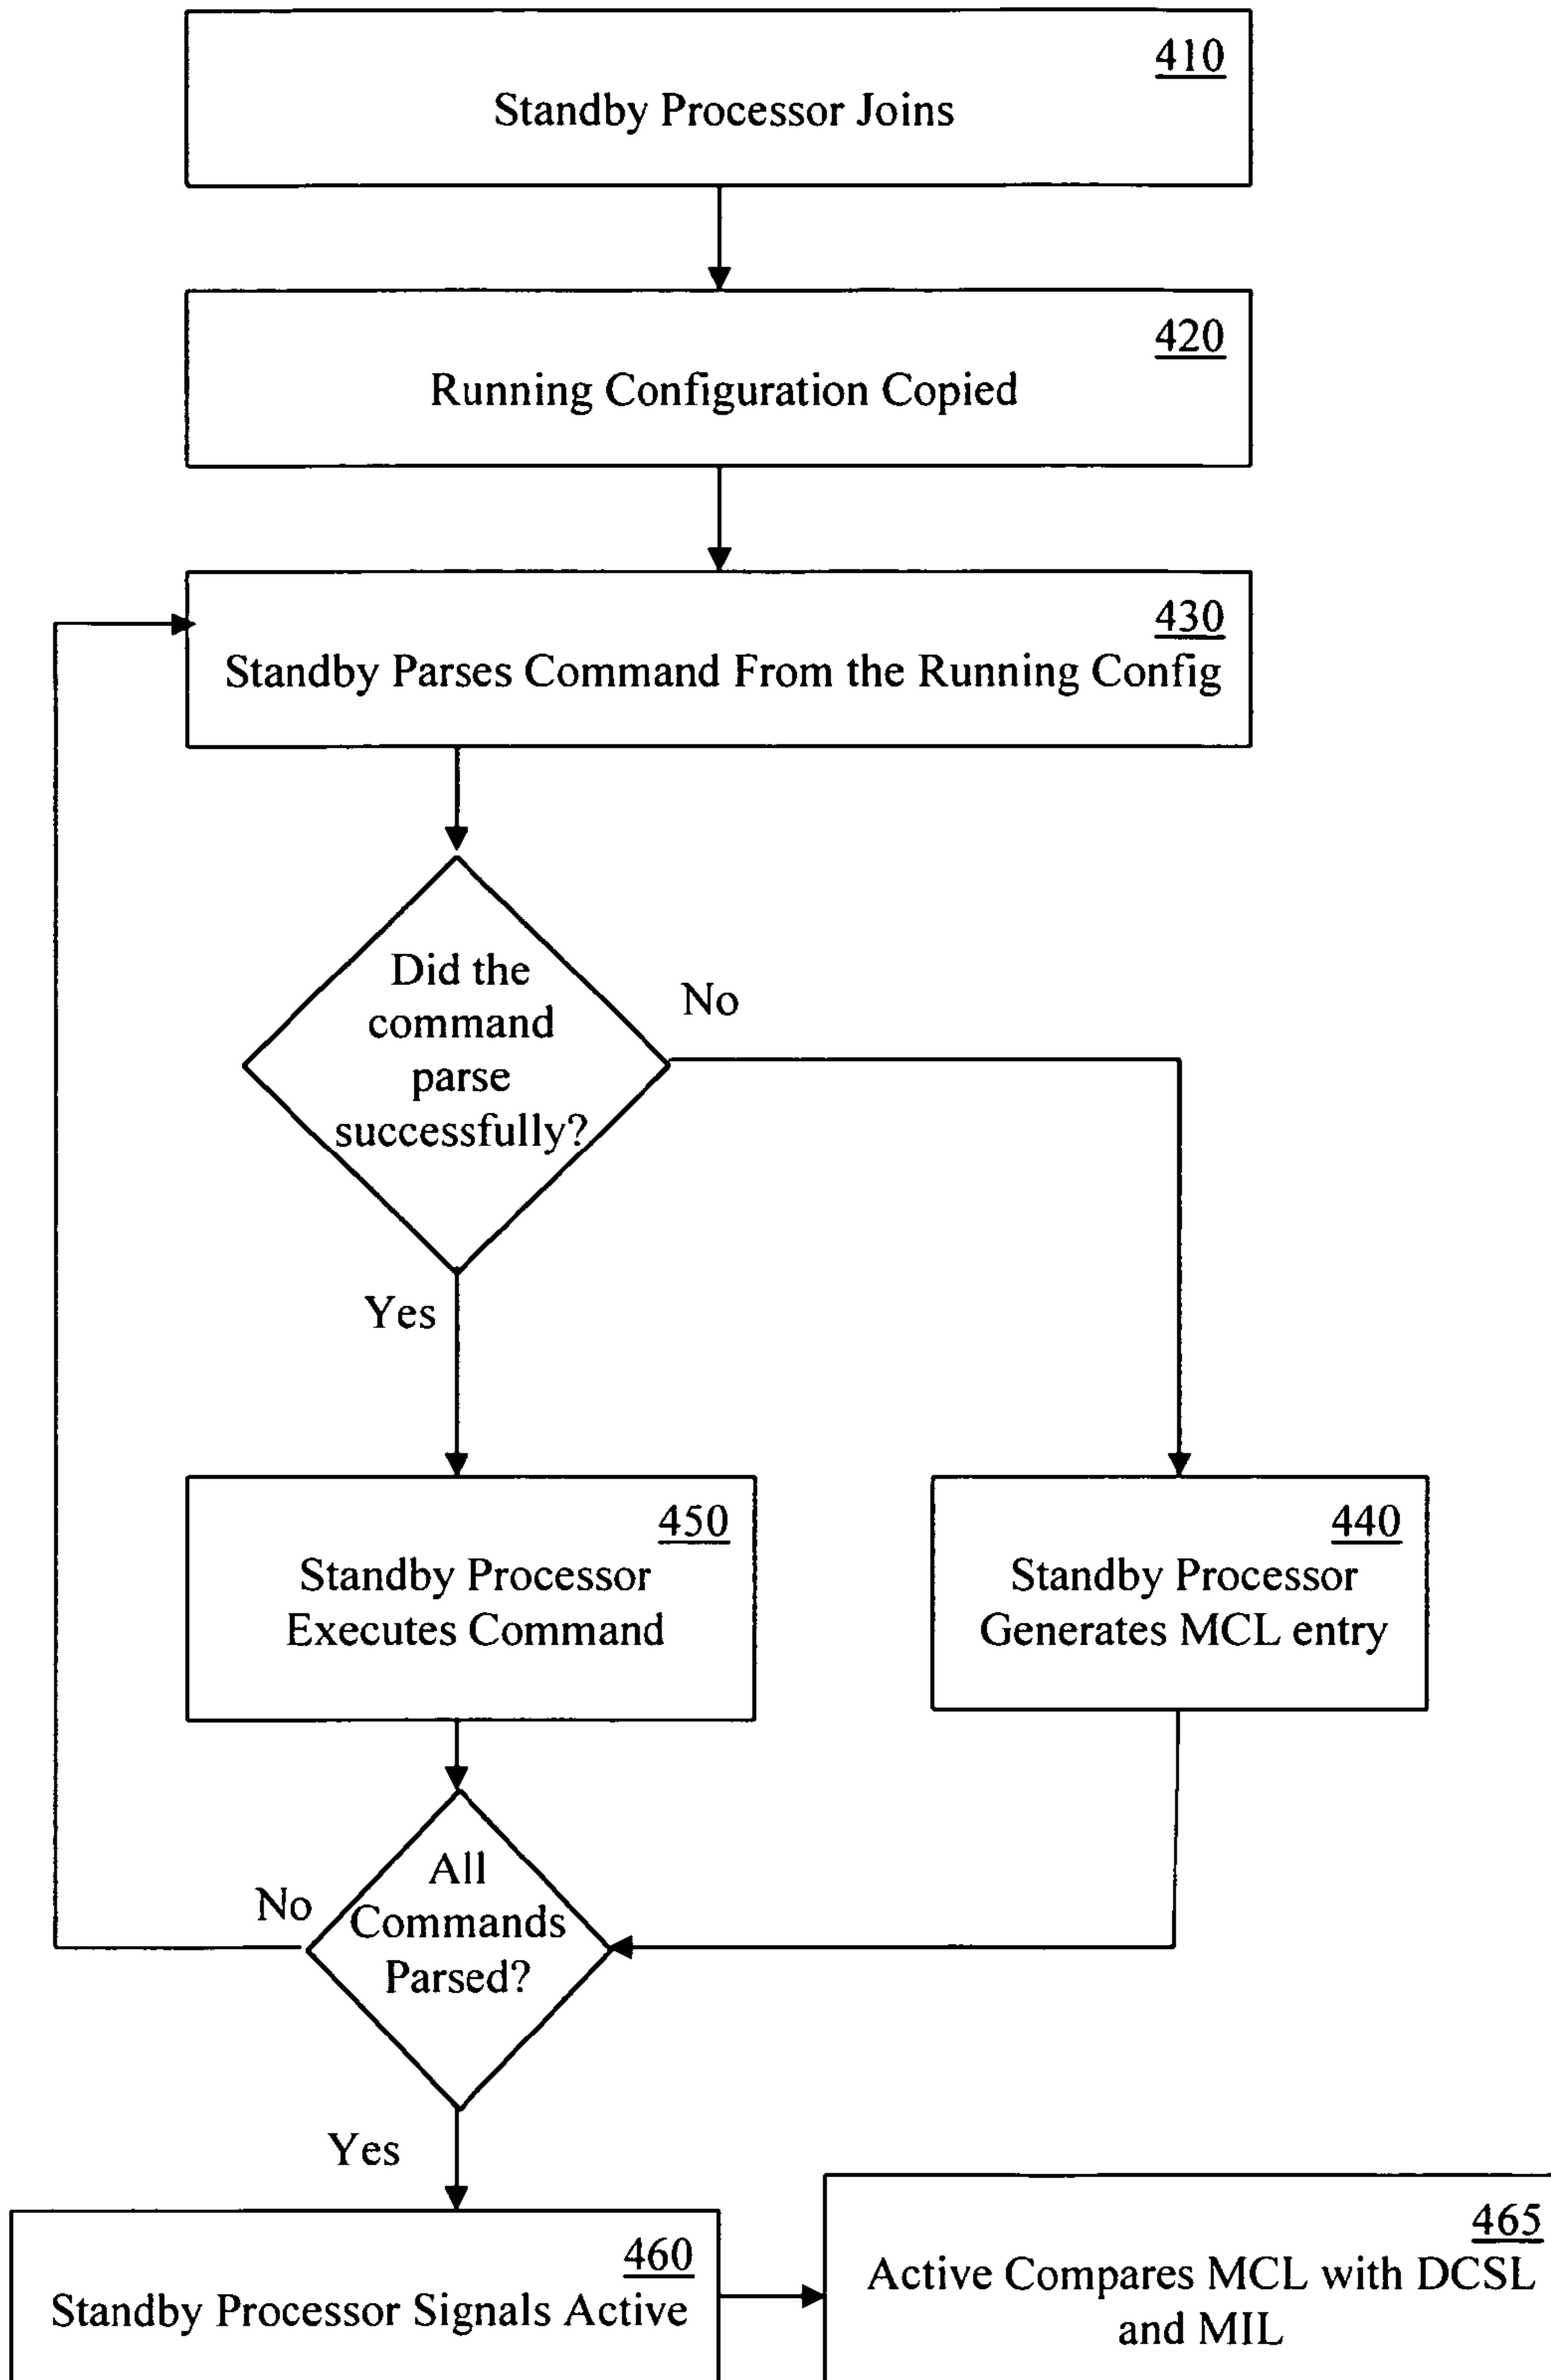 410
Standby Processor Joins
420
Running Configuration Copied
430
Standby Parses Command From the Running Config
Did the
command
parse
successfully?
No
Yes
450
Standby Processor
Executes Command
440
Standby Processor
Generates MCL entry
All
Commands
Parsed?
No
Yes
460
Standby Processor Signals Active
465
Active Compares MCL with DCSL
and MIL